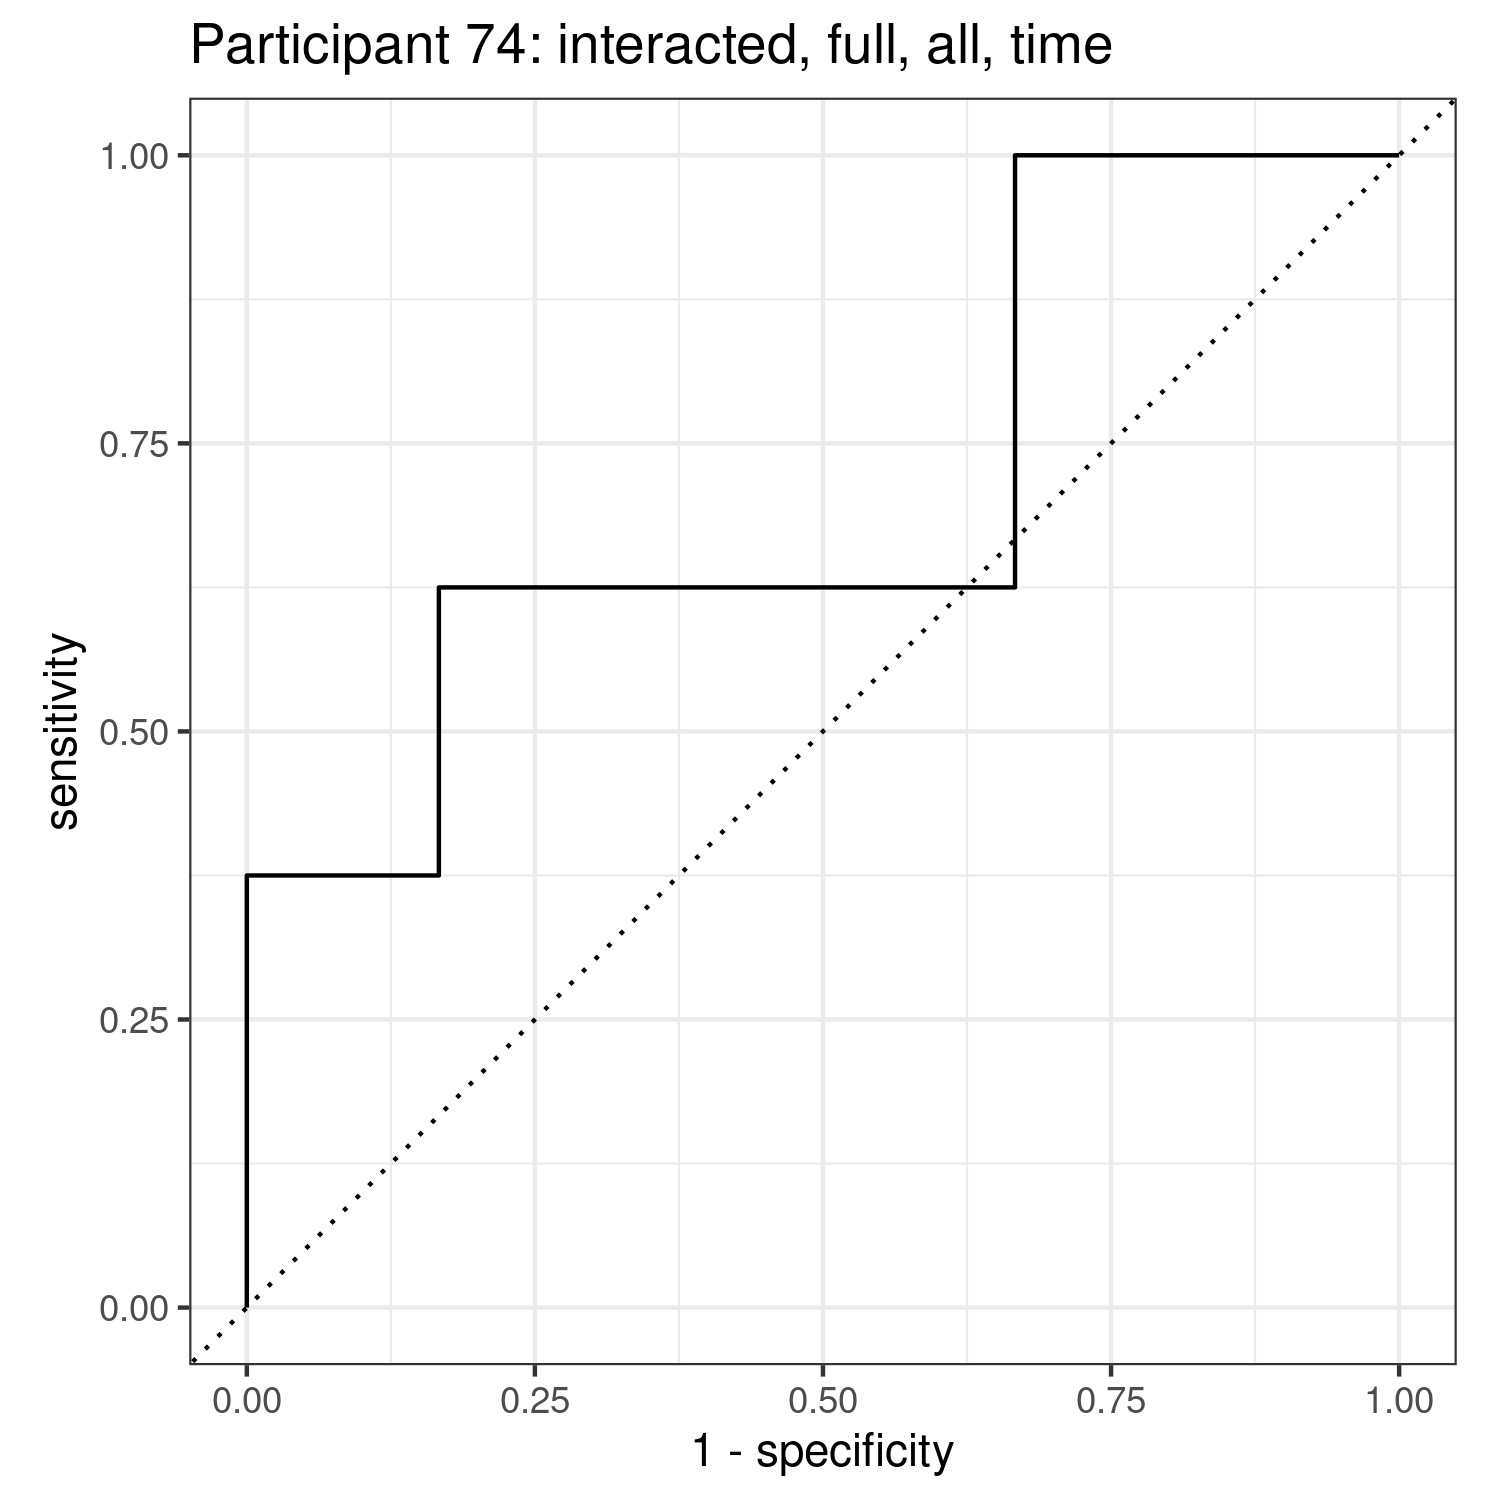 Participant 74: interacted, full, all, time
1.00
0.75
0.50
0.25
0.00
sensitivity
0.00 0.25 0.50 0.75 1.00
1 - specificity